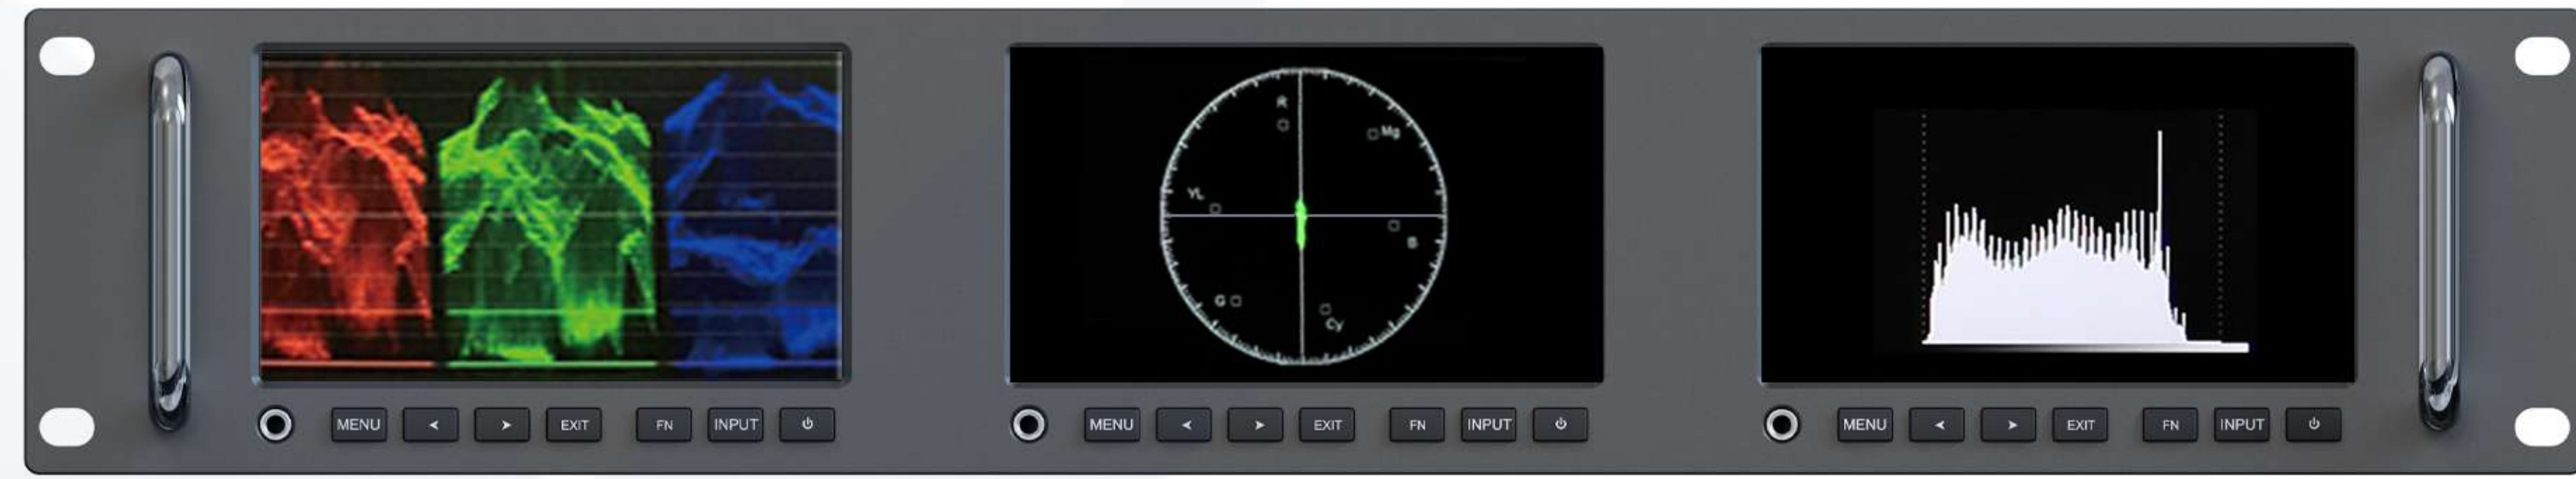 R
Mg
YL
B
G
Cy
MENU EXIT FN INPUT
MENU EXIT FN INPUT
MENU EXIT FN INPUT